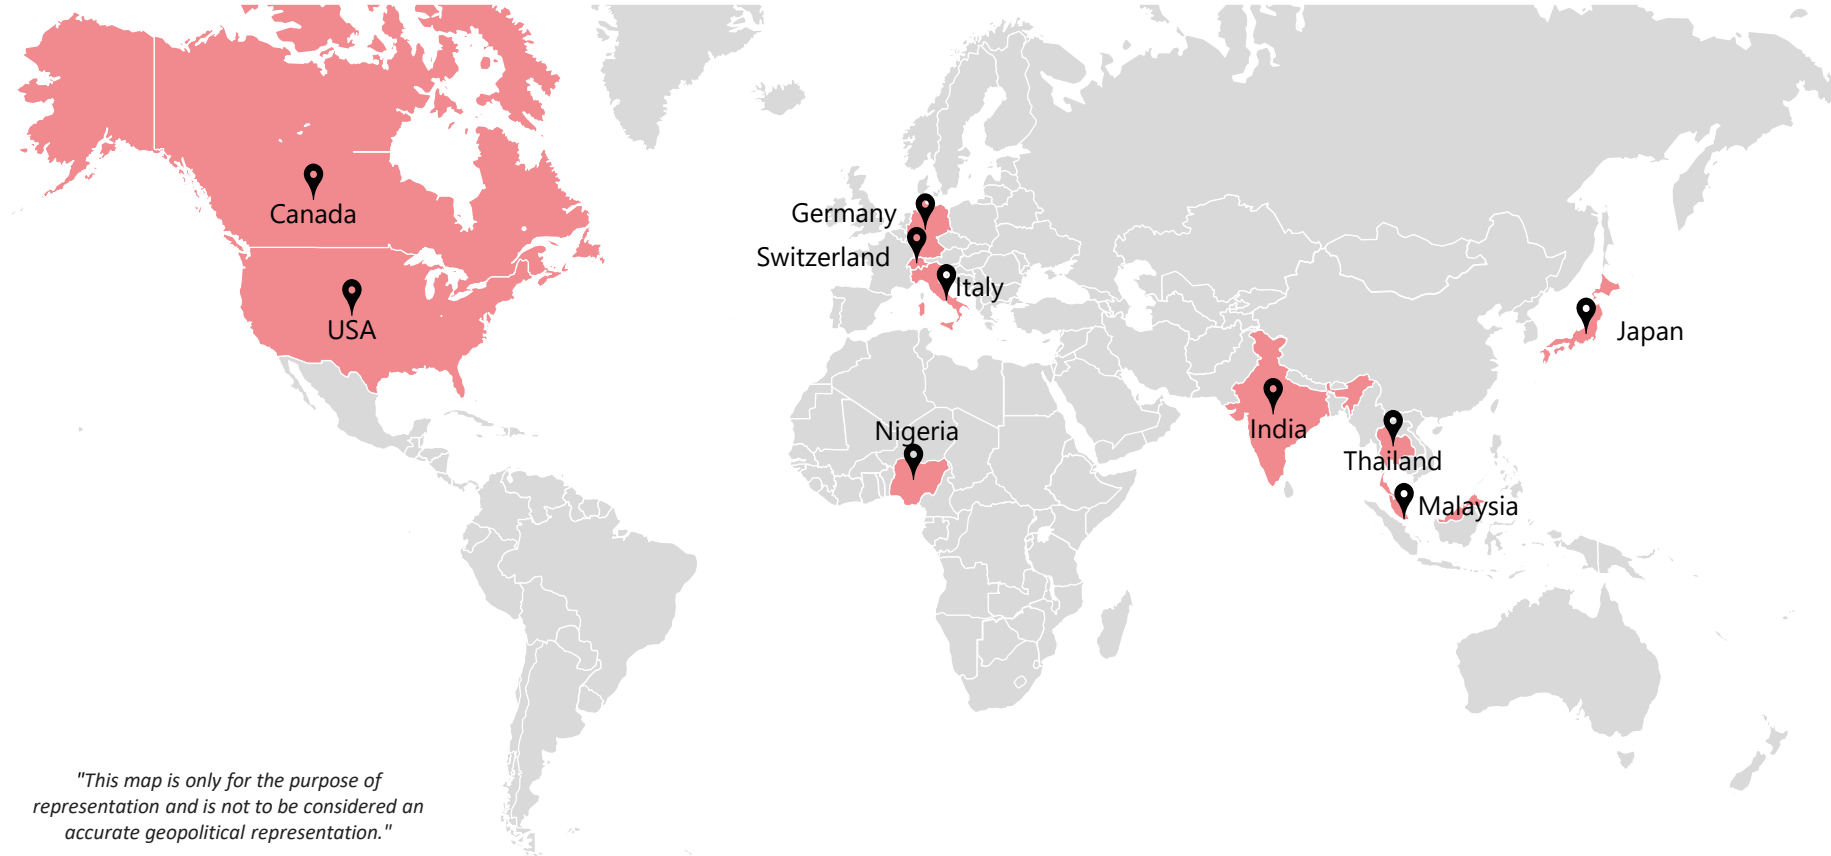 Canada
USA
Germany
Switzerland
Italy
Nigeria
India
Thailand
Malaysia
Japan
"This map is only for the purpose of
representation and is not to be considered an
accurate geopolitical representation."